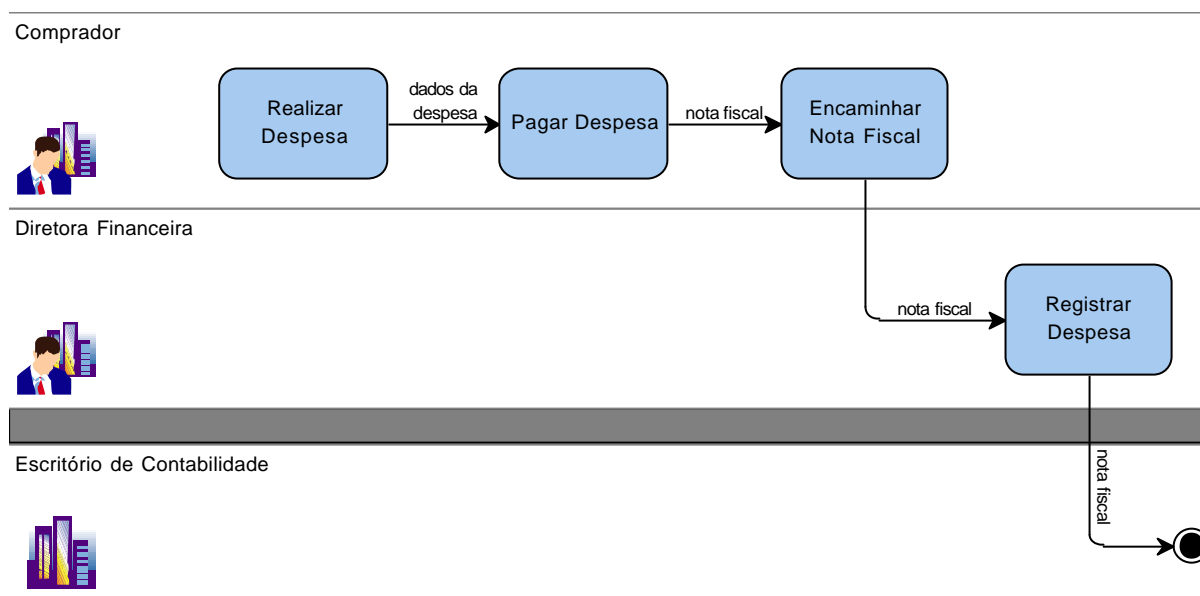 Comprador
Realizar
Despesa
dados da
despesa
Pagar Despesa
nota fiscal
Encaminhar
Nota Fiscal
Diretora Financeira
nota fiscal
Registrar
Despesa
Escritório de Contabilidade
nota fiscal